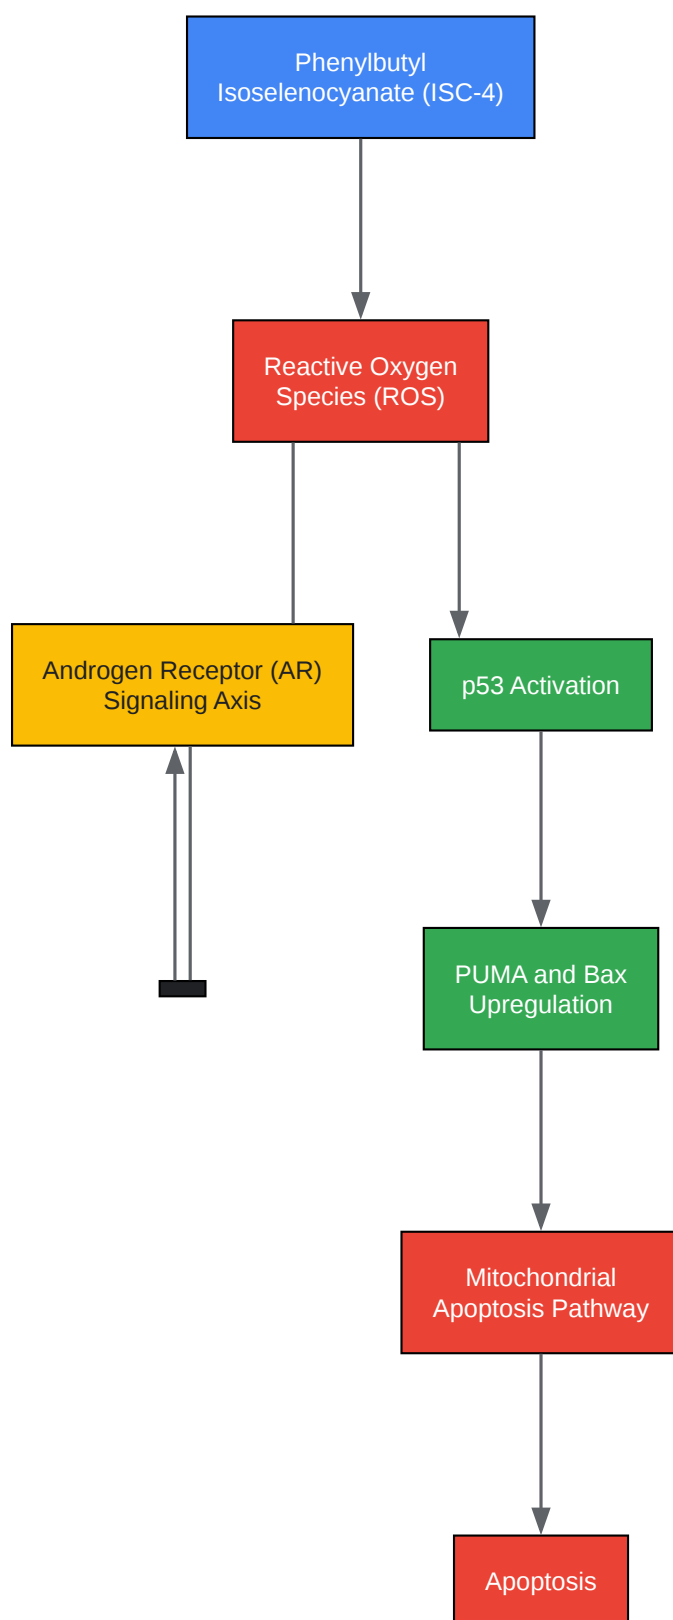 Phenylbutyl
Isoselenocyanate (ISC-4)
Reactive Oxygen
Species (ROS)
Androgen Receptor (AR)
Signaling Axis
p53 Activation
PUMA and Bax
Upregulation
Mitochondrial
Apoptosis Pathway
Apoptosis